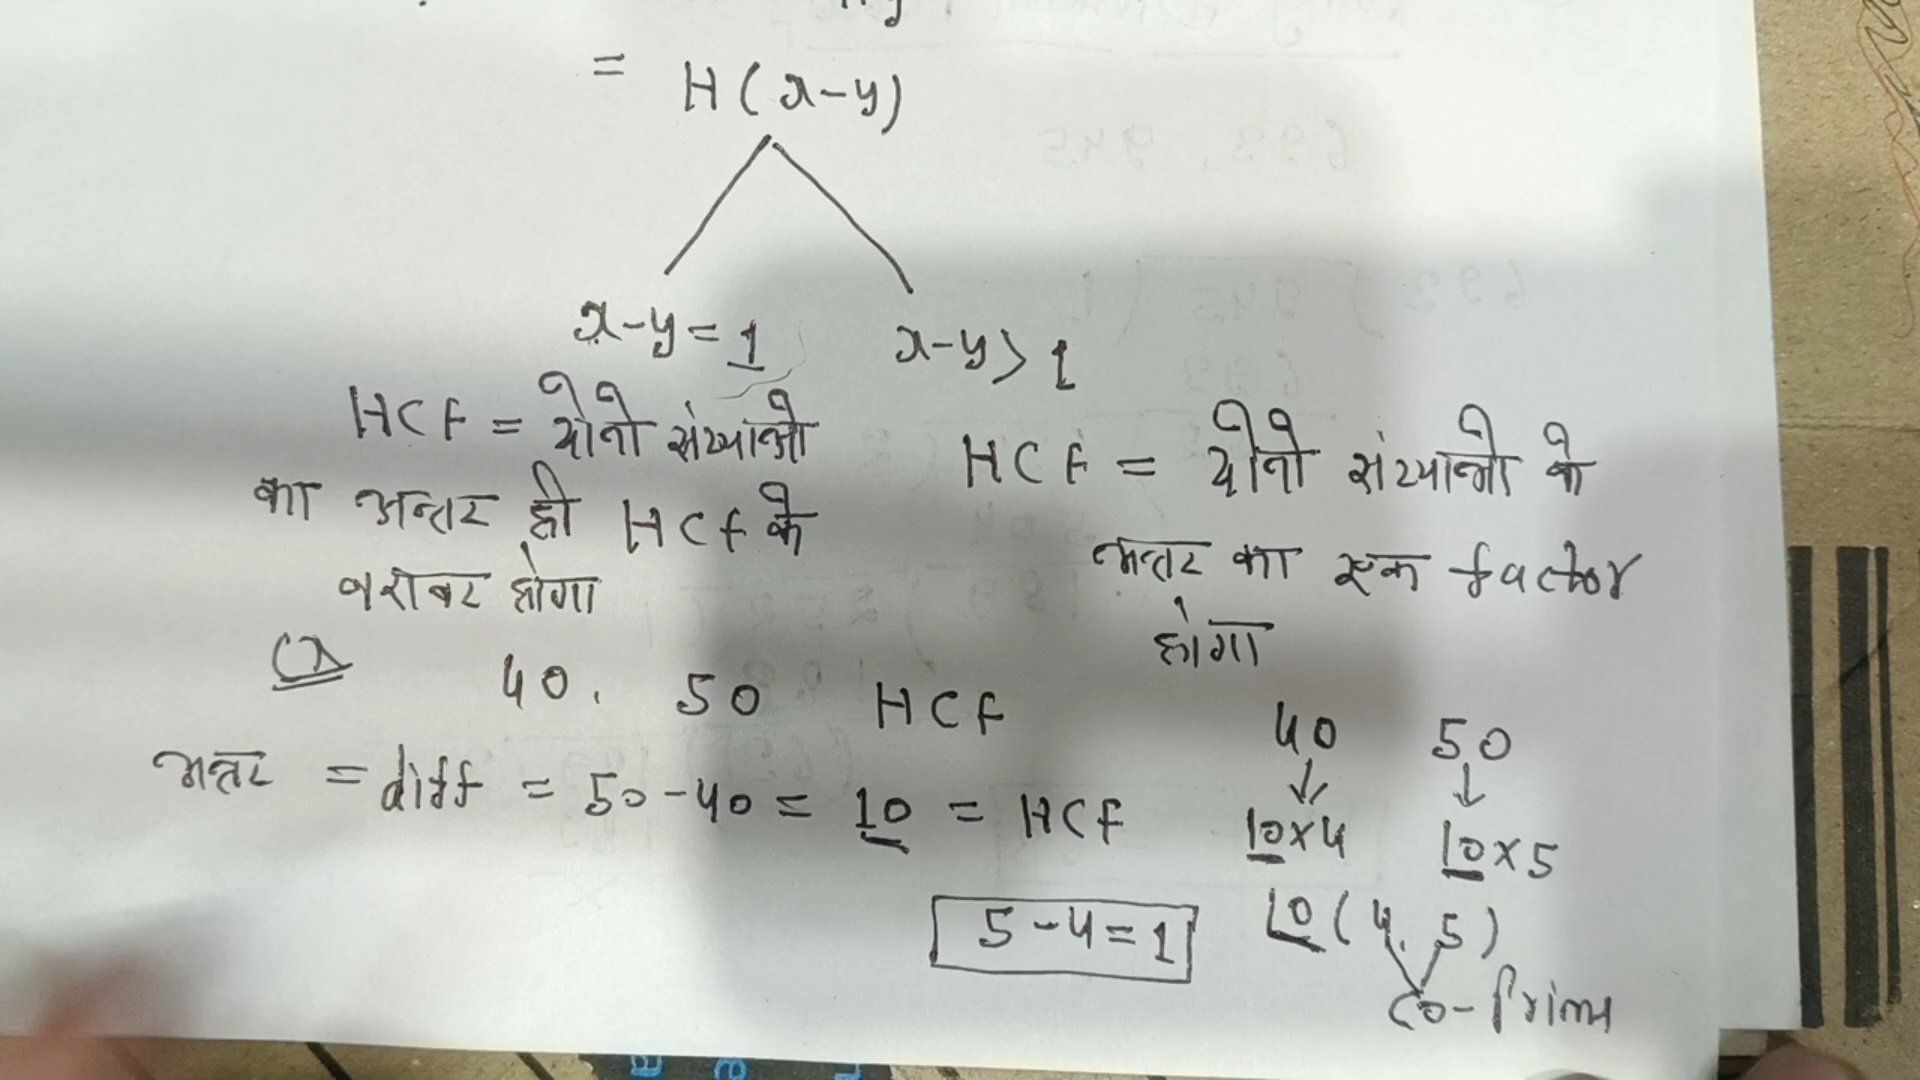 = H(x-y)
x-y=1
x-y>1
HCF = दोनो संख्याओ
का अन्तर ही HCF के
बराबर होगा
HCF = दोनो संख्याओ के
अन्तर का एक factor
होगा
Ex 40, 50 HCF
अन्तर = diff = 50-40 = 10 = HCF
5-4=1
40 50
10×4 10×5
10(4, 5)
Co-Prime